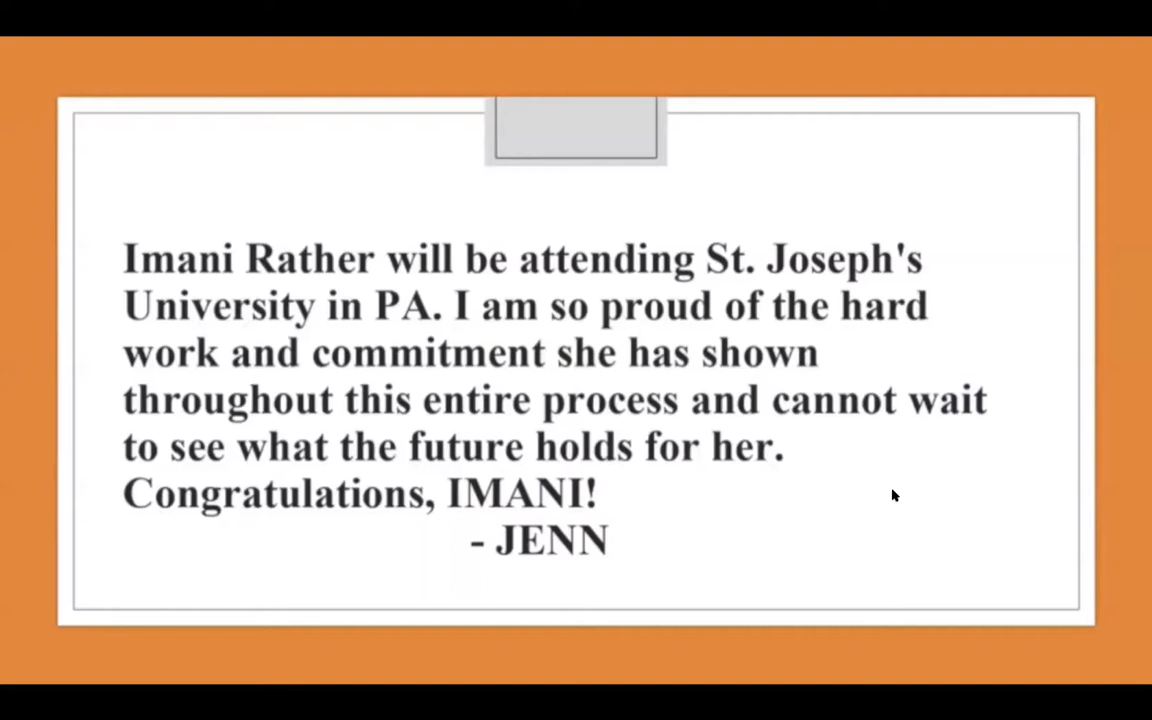 Imani Rather will be attending St. Joseph's
University in PA. I am so proud of the hard
work and commitment she has shown
throughout this entire process and cannot wait
to see what the future holds for her.
Congratulations, IMANI!
- JENN